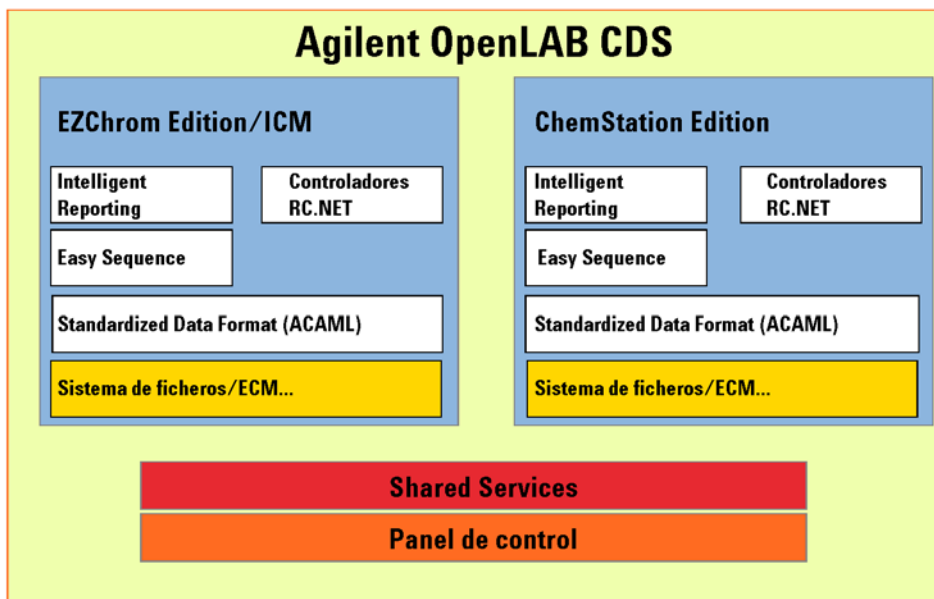 Agilent OpenLAB CDS
EZChrom Edition/ICM
Intelligent
Reporting
Controladores
RC.NET
Easy Sequence
Standardized Data Format (ACAML)
Sistema de ficheros/ECM...
ChemStation Edition
Intelligent
Reporting
Controladores
RC.NET
Easy Sequence
Standardized Data Format (ACAML)
Sistema de ficheros/ECM...
Shared Services
Panel de control